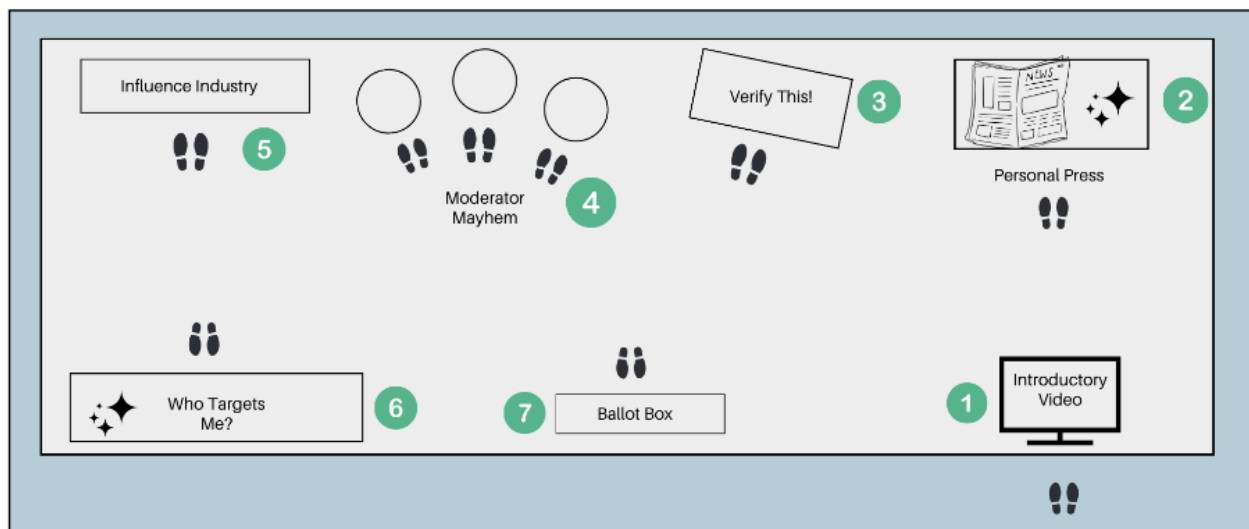 Influence Industry
5
Moderator
Mayhem
4
Verify This!
3
NEWS
2
Personal Press
Who Targets
Me?
6
7
Ballot Box
1
Introductory
Video